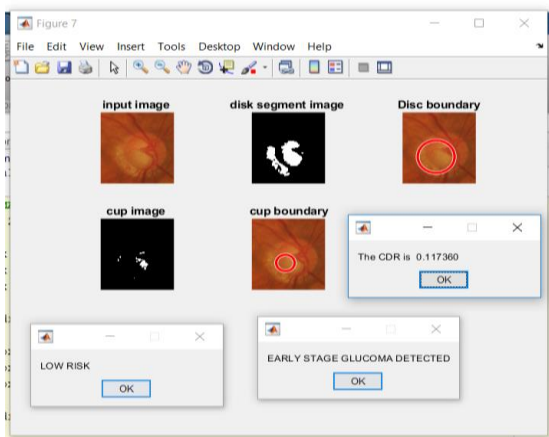 Figure 7
File Edit View Insert Tools Desktop Window Help
input image
disk segment image
Disc boundary
cup image
cup boundary
The CDR is 0.117360
OK
LOW RISK
OK
EARLY STAGE GLUCOMA DETECTED
OK